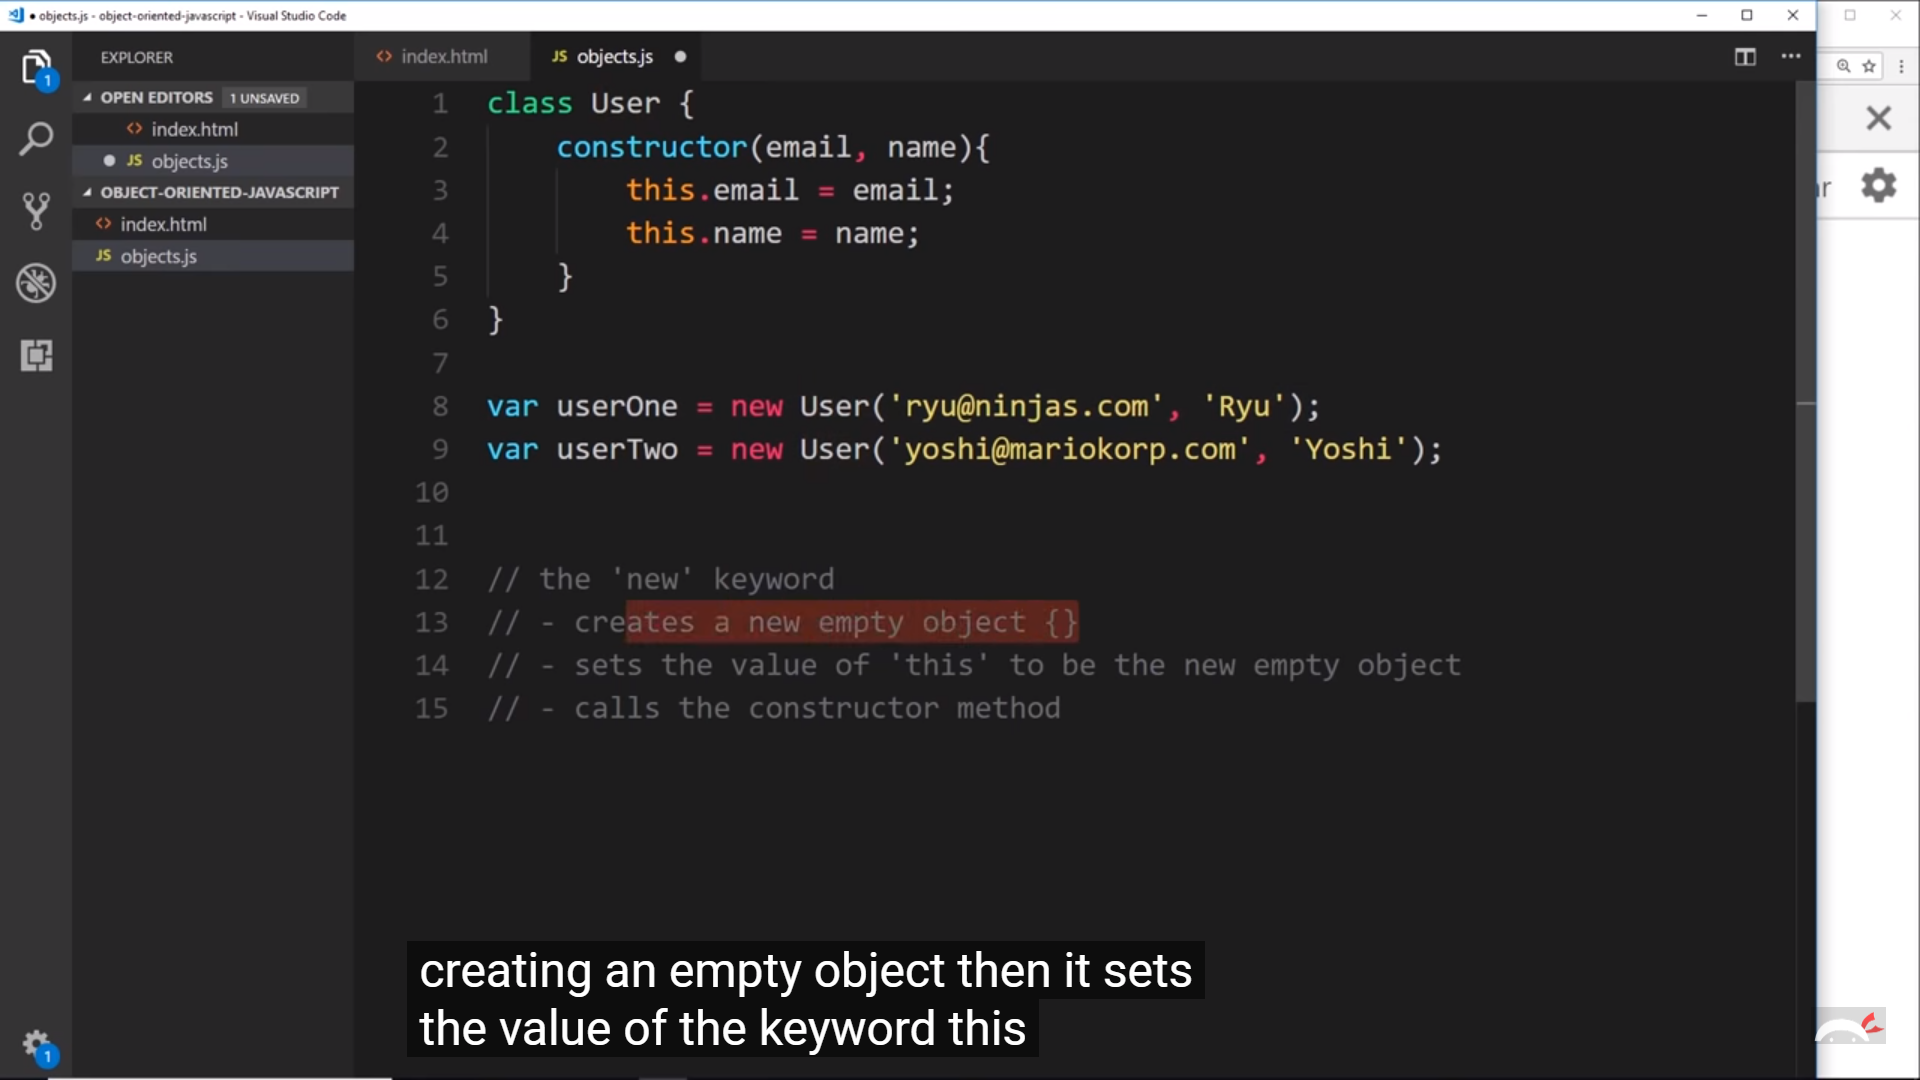 objects.js - object-oriented-javascript - Visual Studio Code
EXPLORER
OPEN EDITORS 1 UNSAVED
<> index.html
JS objects.js
OBJECT-ORIENTED-JAVASCRIPT
<> index.html
JS objects.js
1
1
<> index.html JS objects.js
1 class User {
2 constructor(email, name){
3 this.email = email;
4 this.name = name;
5 }
6 }
7
8 var userOne = new User('ryu@ninjas.com', 'Ryu');
9 var userTwo = new User('yoshi@mariokorp.com', 'Yoshi');
10
11
12 // the 'new' keyword
13 // - creates a new empty object {}
14 // - sets the value of 'this' to be the new empty object
15 // - calls the constructor method
creating an empty object then it sets
the value of the keyword this